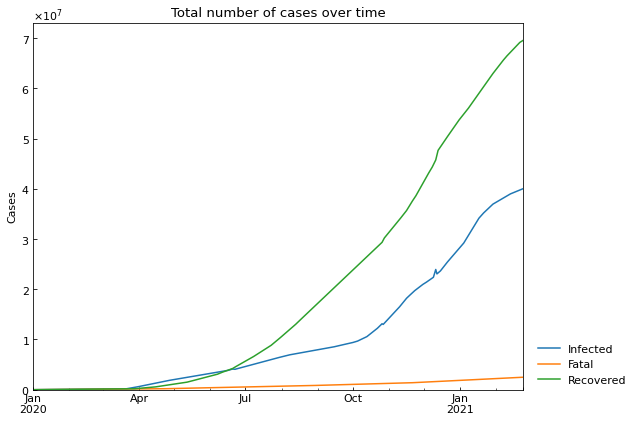 Total number of cases over time
×10⁷
7
6
5
4
3
2
1
0
Cases
Jan
2020
Apr
Jul
Oct
Jan
2021
Infected
Fatal
Recovered